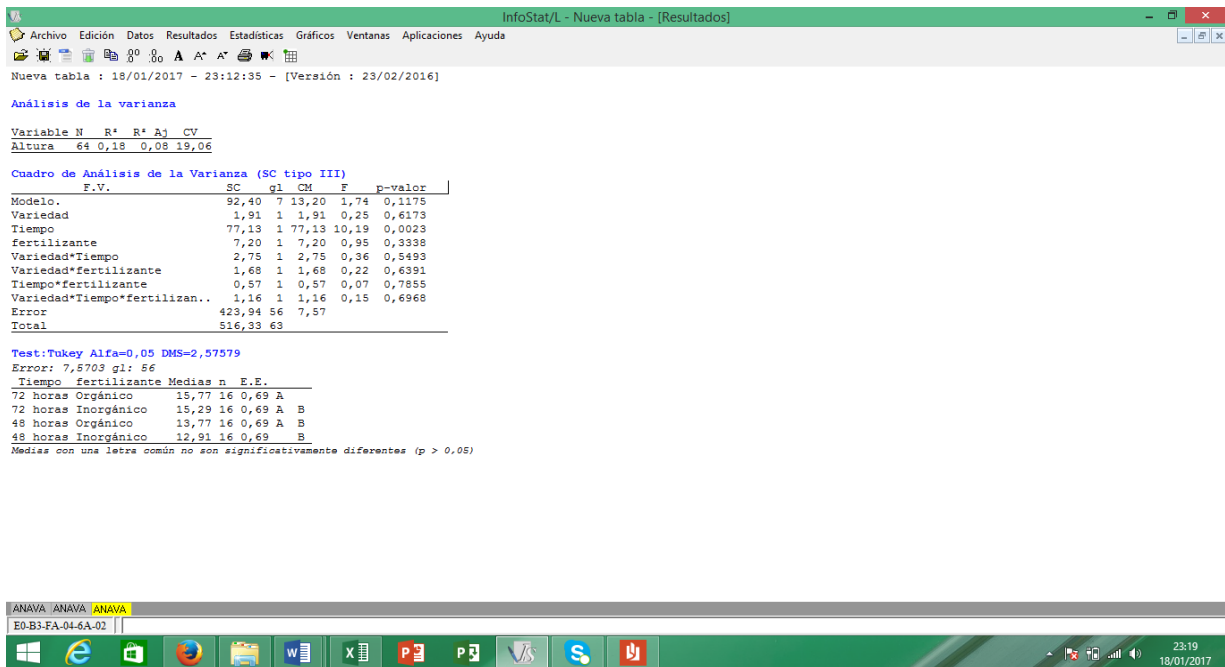 InfoStat/L - Nueva tabla - [Resultados]
Archivo Edición Datos Resultados Estadísticas Gráficos Ventanas Aplicaciones Ayuda
Nueva tabla : 18/01/2017 - 23:12:35 - [Versión : 23/02/2016]
Análisis de la varianza
Variable N R² R² Aj CV
Altura 64 0,18 0,08 19,06
Cuadro de Análisis de la Varianza (SC tipo III)
F.V. SC gl CM F p-valor
Modelo. 92,40 7 13,20 1,74 0,1175
Variedad 1,91 1 1,91 0,25 0,6173
Tiempo 77,13 1 77,13 10,19 0,0023
fertilizante 7,20 1 7,20 0,95 0,3338
Variedad*Tiempo 2,75 1 2,75 0,36 0,5493
Variedad*fertilizante 1,68 1 1,68 0,22 0,6391
Tiempo*fertilizante 0,57 1 0,57 0,07 0,7855
Variedad*Tiempo*fertilizan.. 1,16 1 1,16 0,15 0,6968
Error 423,94 56 7,57
Total 516,33 63
Test:Tukey Alfa=0,05 DMS=2,57579
Error: 7,5703 gl: 56
Tiempo fertilizante Medias n E.E.
72 horas Orgánico 15,77 16 0,69 A
72 horas Inorgánico 15,29 16 0,69 A B
48 horas Orgánico 13,77 16 0,69 A B
48 horas Inorgánico 12,91 16 0,69 B
Medias con una letra común no son significativamente diferentes (p > 0,05)
ANAVA ANAVA ANAVA
E0-B3-FA-04-6A-02
23:19
18/01/2017